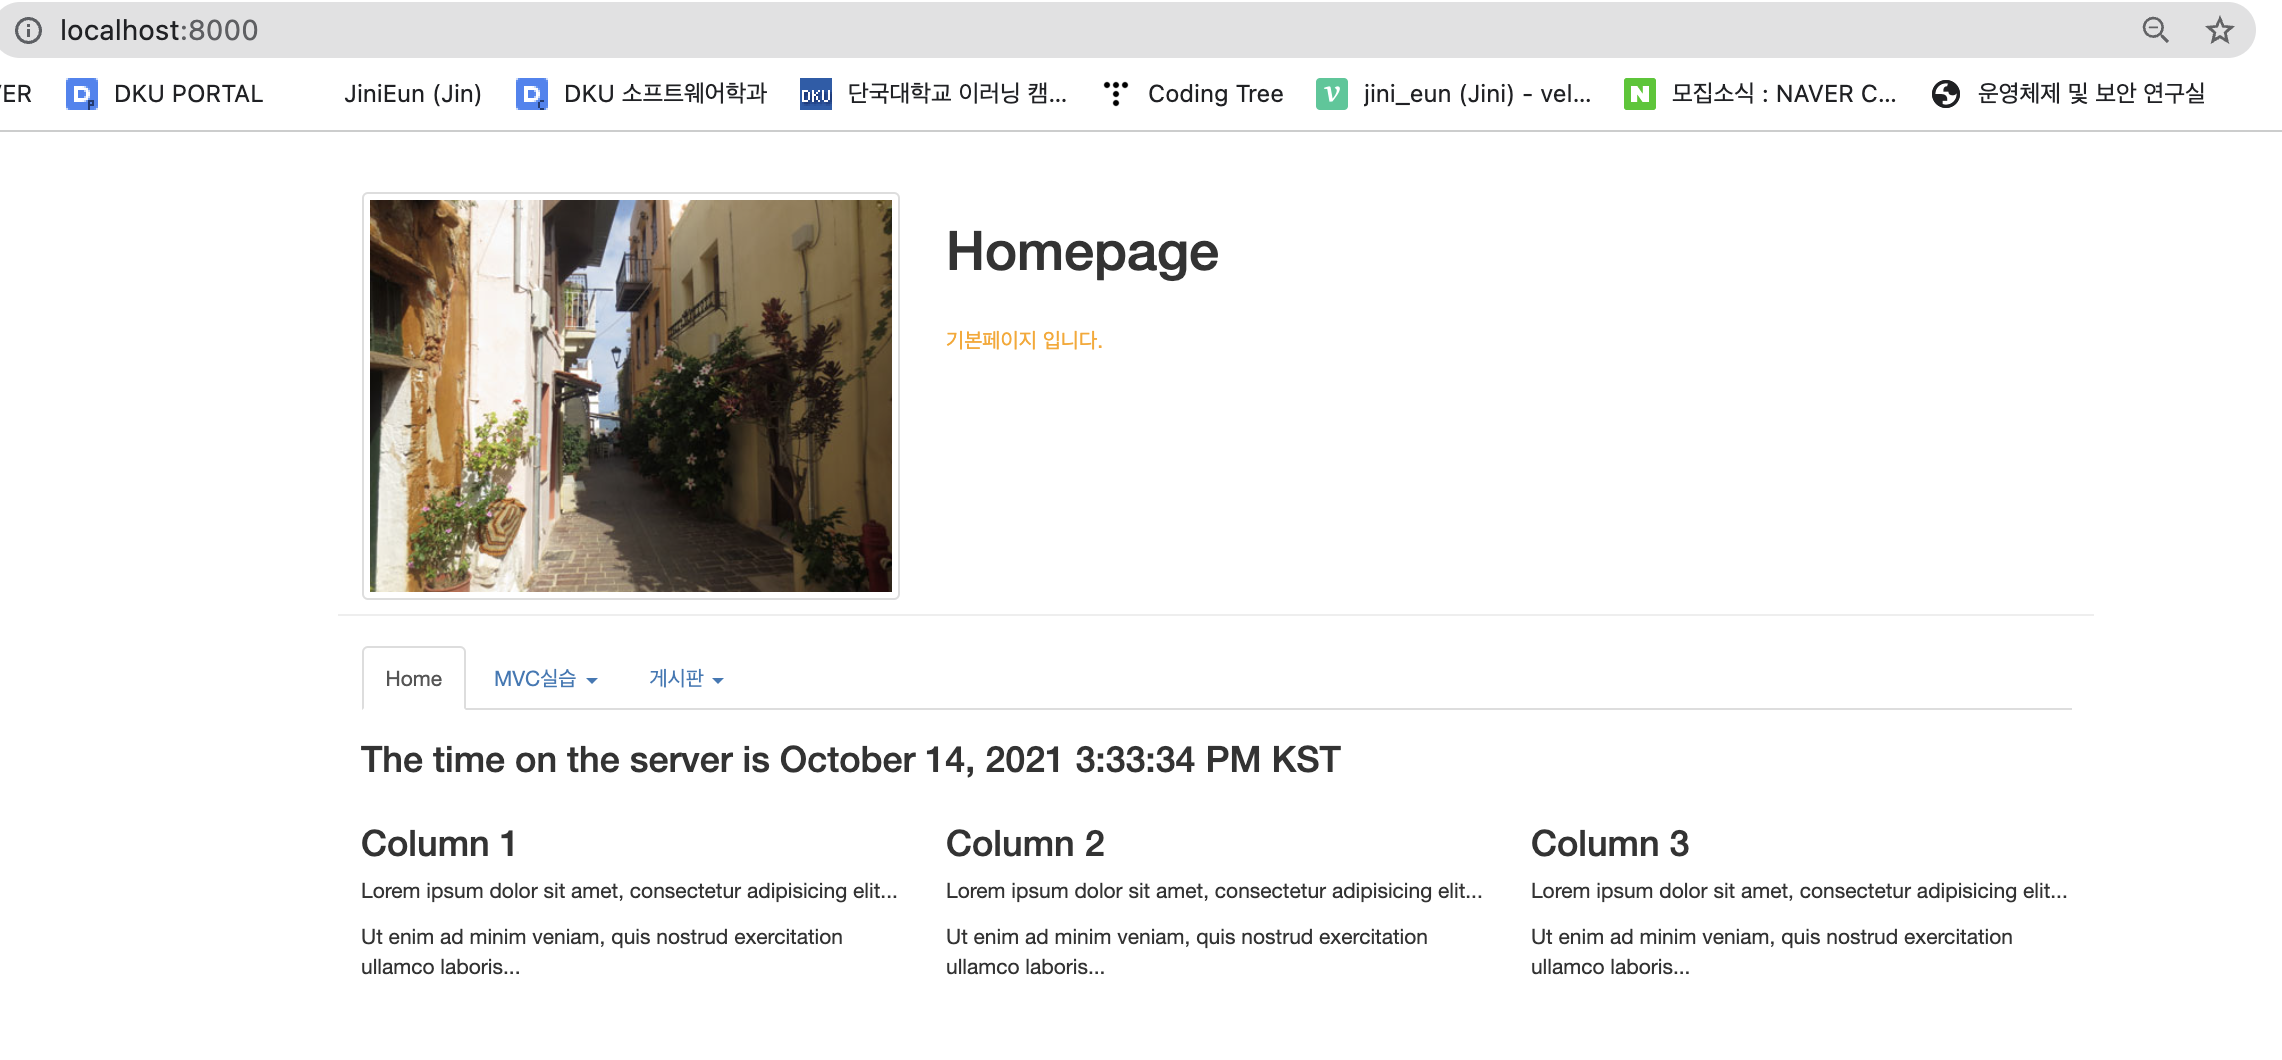 localhost:8000
ER DKU PORTAL JiniEun (Jin) DKU 소프트웨어학과 DKU 단국대학교 이러닝 캠... Coding Tree jini_eun (Jini) - vel... N 모집소식 : NAVER C... 운영체제 및 보안 연구실
Homepage
기본페이지 입니다.
Home MVC실습 게시판
The time on the server is October 14, 2021 3:33:34 PM KST
Column 1 Column 2 Column 3
Lorem ipsum dolor sit amet, consectetur adipisicing elit... Lorem ipsum dolor sit amet, consectetur adipisicing elit... Lorem ipsum dolor sit amet, consectetur adipisicing elit...
Ut enim ad minim veniam, quis nostrud exercitation Ut enim ad minim veniam, quis nostrud exercitation Ut enim ad minim veniam, quis nostrud exercitation
ullamco laboris... ullamco laboris... ullamco laboris...